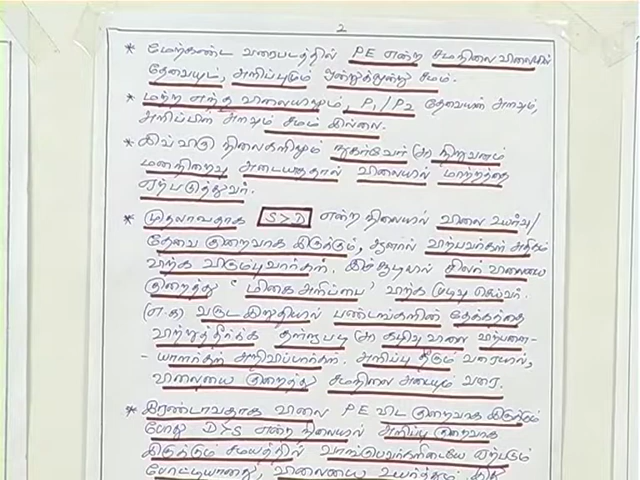 2
* மேற்கண்ட வரைபடத்தில் PE என்ற சமநிலை விலையில்
தேவையும், அளிப்பும் ஒன்றுக்கொன்று சமம்.
* மற்ற எந்த விலையாயினும், P1/P2 தேவையின் அளவும்,
அளிப்பின் அளவும் சமம் இல்லை.
* இவ்விரு நிலைகளிலும் நுகர்வோர் (அ) நிறுவனம்
மனநிறைவு அடையாததால் விலையில் மாற்றத்தை
ஏற்படுத்துவர்.
* முதலாவதாக S>D என்ற நிலையில் விலை உயர்வு/
தேவை குறைவாக இருக்கும், ஆனால் விற்பவர்கள் அதிகம்
விற்க விரும்புவார்கள். இச்சூழலில் சிலர் விலையை
குறைத்து ' மிகை அளிப்பை ' விற்க முடிவு செய்வர்.
(எ.கா) வருட இறுதியில் பண்டங்களின் தேக்கத்தை
விற்றுத்தீர்க்க தள்ளுபடி (அ) கழிவு விலை விற்பனை-
-யாளர்கள் அறிவிப்பார்கள். அளிப்பு தீரும் வரையில்,
விலையை குறைத்து சமநிலை அடையும் வரை.
* இரண்டாவதாக விலை PE விட குறைவாக இருக்கும்
போது D>S என்ற நிலையில் அளிப்பு குறைவாக
இருக்கும் சமயத்தில் வாங்குபவர்களிடையே ஏற்படும்
போட்டியானது, விலையை உயர்த்தும். இது